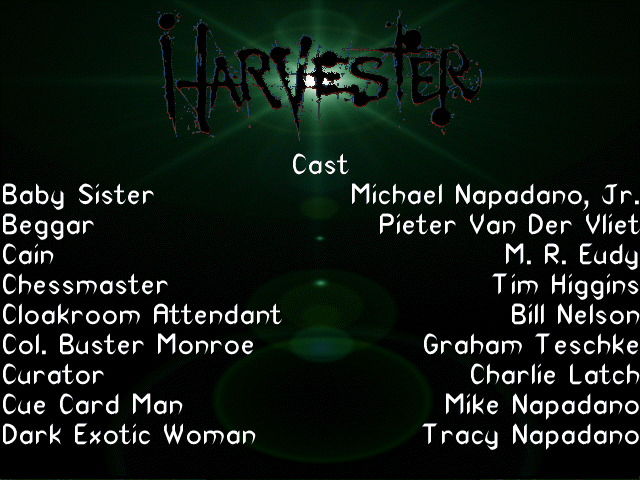 HARVESTER
Cast
Baby Sister Michael Napadano, Jr.
Beggar Pieter Van Der Vliet
Cain M. R. Eudy
Chessmaster Tim Higgins
Cloakroom Attendant Bill Nelson
Col. Buster Monroe Graham Teschke
Curator Charlie Latch
Cue Card Man Mike Napadano
Dark Exotic Woman Tracy Napadano